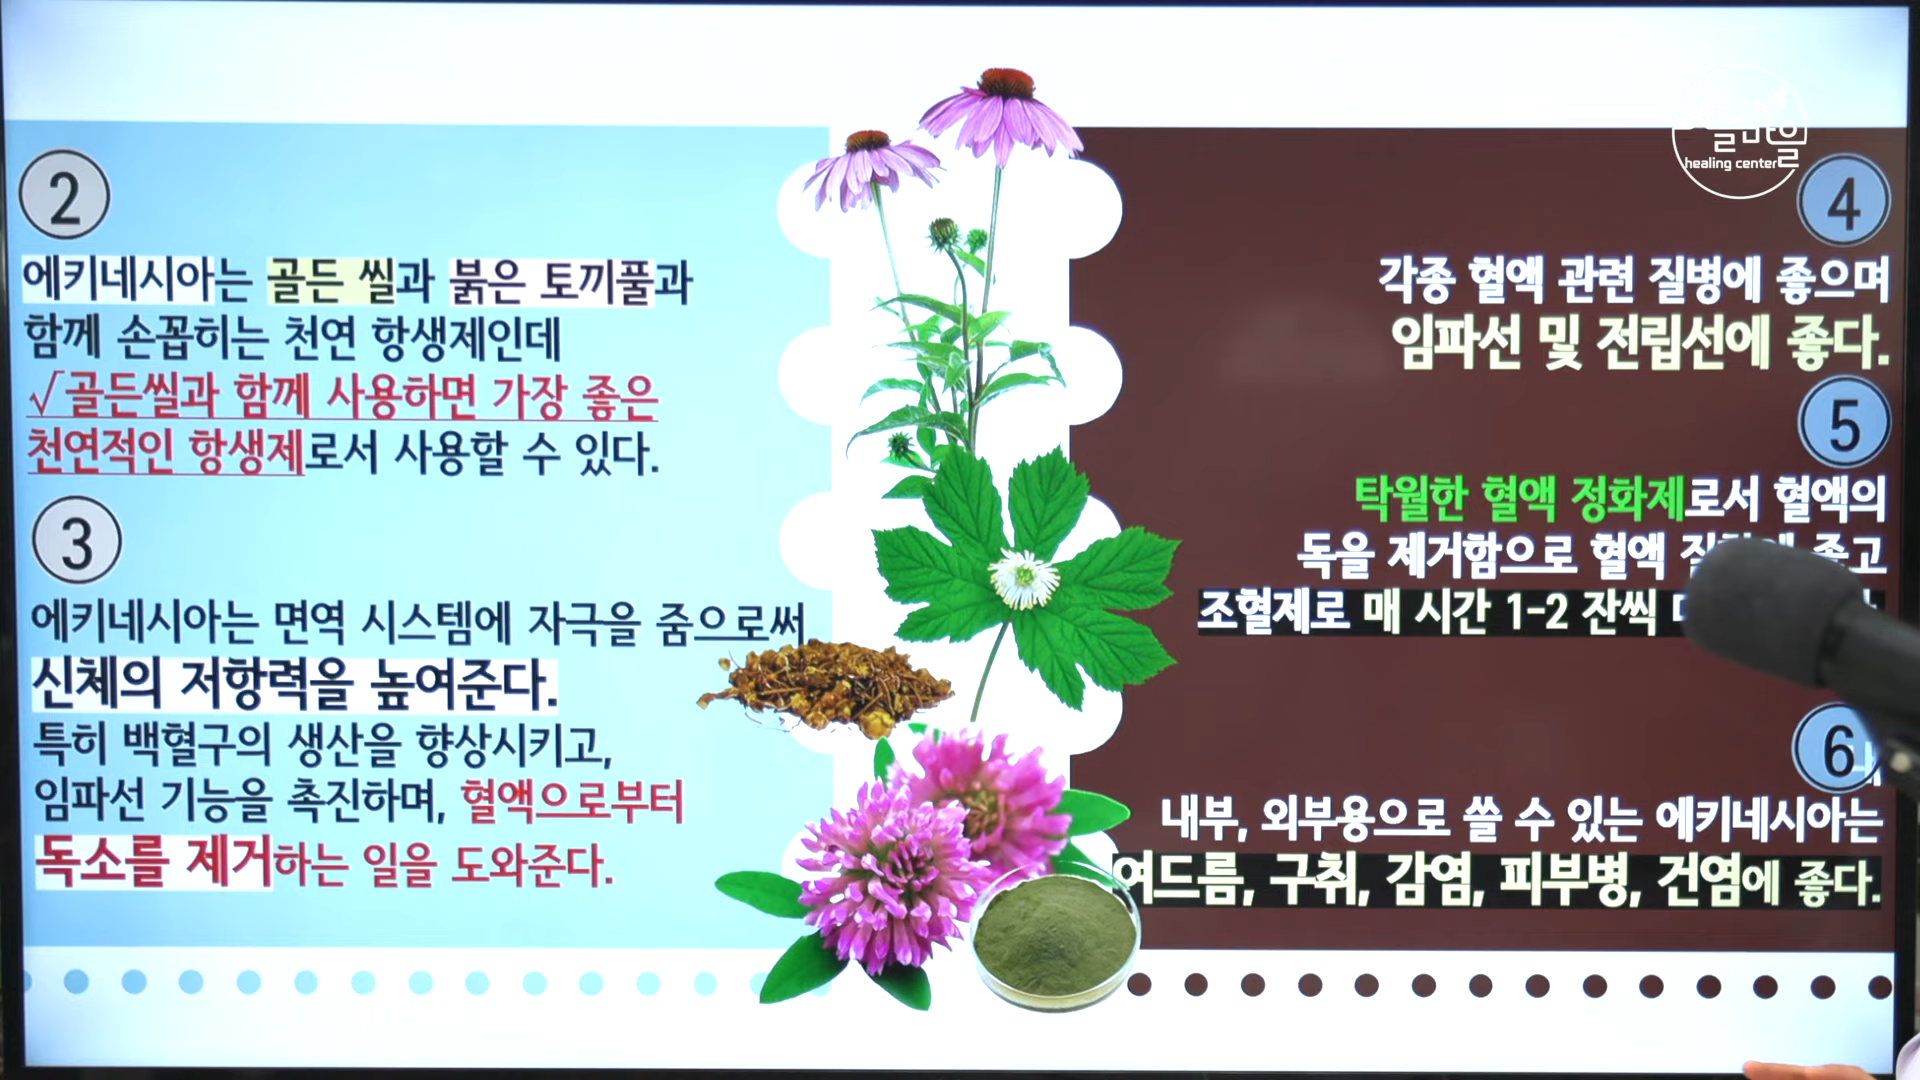 2
에키네시아는 골든 씰과 붉은 토끼풀과
함께 손꼽히는 천연 항생제인데
√골든씰과 함께 사용하면 가장 좋은
천연적인 항생제로서 사용할 수 있다.
3
에키네시아는 면역 시스템에 자극을 줌으로써
신체의 저항력을 높여준다.
특히 백혈구의 생산을 향상시키고,
임파선 기능을 촉진하며, 혈액으로부터
독소를 제거하는 일을 도와준다.
healing center
4
각종 혈액 관련 질병에 좋으며
임파선 및 전립선에 좋다.
5
탁월한 혈액 정화제로서 혈액의
독을 제거함으로 혈액 좋고
조혈제로 매 시간 1-2 잔씩
6
내부, 외부용으로 쓸 수 있는 에키네시아는
여드름, 구취, 감염, 피부병, 건염에 좋다.